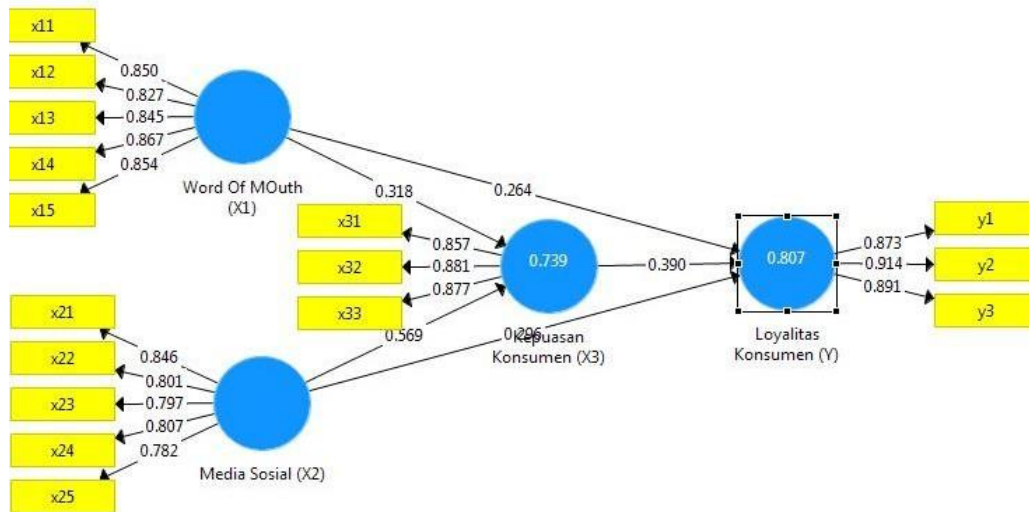 x11
x12
x13
x14
x15
0.850
0.827
0.845
0.867
0.854
Word Of MOuth
(X1)
0.318
0.264
x31
x32
x33
0.857
0.881
0.877
0.739
Kepuasan
Konsumen (X3)
0.390
0.569
0.296
0.807
Loyalitas
Konsumen (Y)
0.873
0.914
0.891
y1
y2
y3
x21
x22
x23
x24
x25
0.846
0.801
0.797
0.807
0.782
Media Sosial (X2)